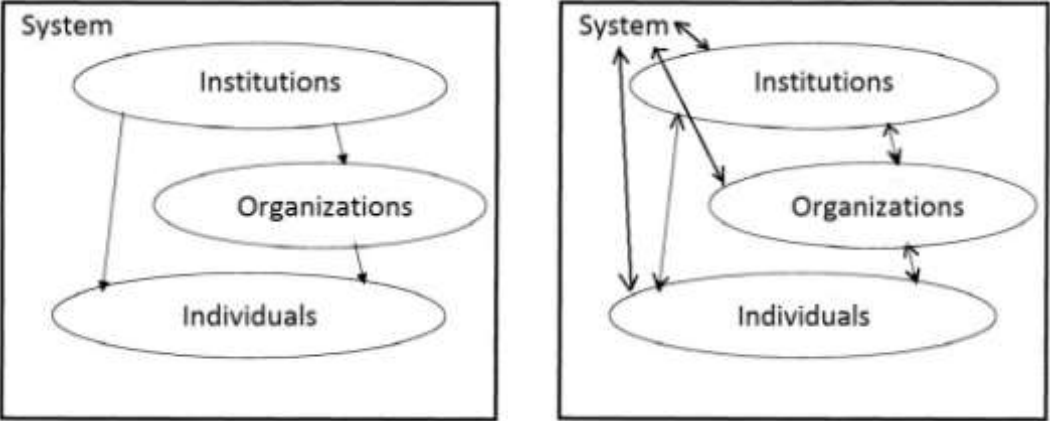 System
Institutions
Organizations
Individuals
System
Institutions
Organizations
Individuals